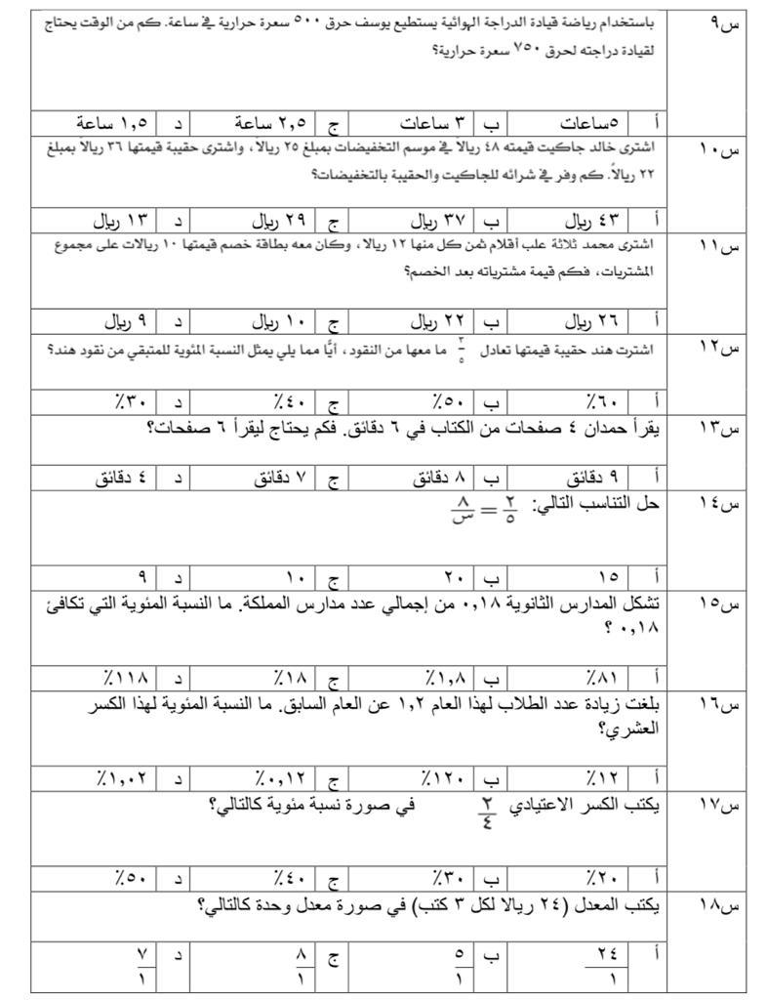 س٩ باستخدام رياضة قيادة الدراجة الهوائية يستطيع يوسف حرق ٥٠٠ سعرة حرارية في ساعة. كم من الوقت يحتاج
لقيادة دراجته لحرق ٧٥٠ سعرة حرارية؟
أ ٥ساعات ب ٣ ساعات ج ٢,٥ ساعة د ١,٥ ساعة
س١٠ اشترى خالد جاكيت قيمته ٤٨ ريالاً في موسم التخفيضات بمبلغ ٢٥ ريالاً، واشترى حقيبة قيمتها ٣٦ ريالاً بمبلغ
٢٢ ريالاً. كم وفر في شرائه للجاكيت والحقيبة بالتخفيضات؟
أ ٤٣ ريال ب ٣٧ ريال ج ٢٩ ريال د ١٣ ريال
س١١ اشترى محمد ثلاثة علب أقلام ثمن كل منها ١٢ ريالا، وكان معه بطاقة خصم قيمتها ١٠ ريالات على مجموع
المشتريات، فكم قيمة مشترياته بعد الخصم؟
أ ٢٦ ريال ب ٢٢ ريال ج ١٠ ريال د ٩ ريال
س١٢ اشترت هند حقيبة قيمتها تعادل ٣/٥ ما معها من النقود، أيًّا مما يلي يمثل النسبة المئوية للمتبقي من نقود هند؟
أ ٦٠٪ ب ٥٠٪ ج ٤٠٪ د ٣٠٪
س١٣ يقرأ حمدان ٤ صفحات من الكتاب في ٦ دقائق. فكم يحتاج ليقرأ ٦ صفحات؟
أ ٩ دقائق ب ٨ دقائق ج ٧ دقائق د ٤ دقائق
س١٤ حل التناسب التالي: ٢/٥ = ٨/س
أ ١٥ ب ٢٠ ج ١٠ د ٩
س١٥ تشكل المدارس الثانوية ٠,١٨ من إجمالي عدد مدارس المملكة. ما النسبة المئوية التي تكافئ
٠,١٨ ؟
أ ٨١٪ ب ١,٨٪ ج ١٨٪ د ١١٨٪
س١٦ بلغت زيادة عدد الطلاب لهذا العام ١,٢ عن العام السابق. ما النسبة المئوية لهذا الكسر
العشري؟
أ ١٢٪ ب ١٢٠٪ ج ٠,١٢٪ د ١,٠٢٪
س١٧ يكتب الكسر الاعتيادي ٢/٤ في صورة نسبة مئوية كالتالي؟
أ ٢٠٪ ب ٣٠٪ ج ٤٠٪ د ٥٠٪
س١٨ يكتب المعدل (٢٤ ريالا لكل ٣ كتب) في صورة معدل وحدة كالتالي؟
أ ٢٤/١ ب ٥/١ ج ٨/١ د ٧/١